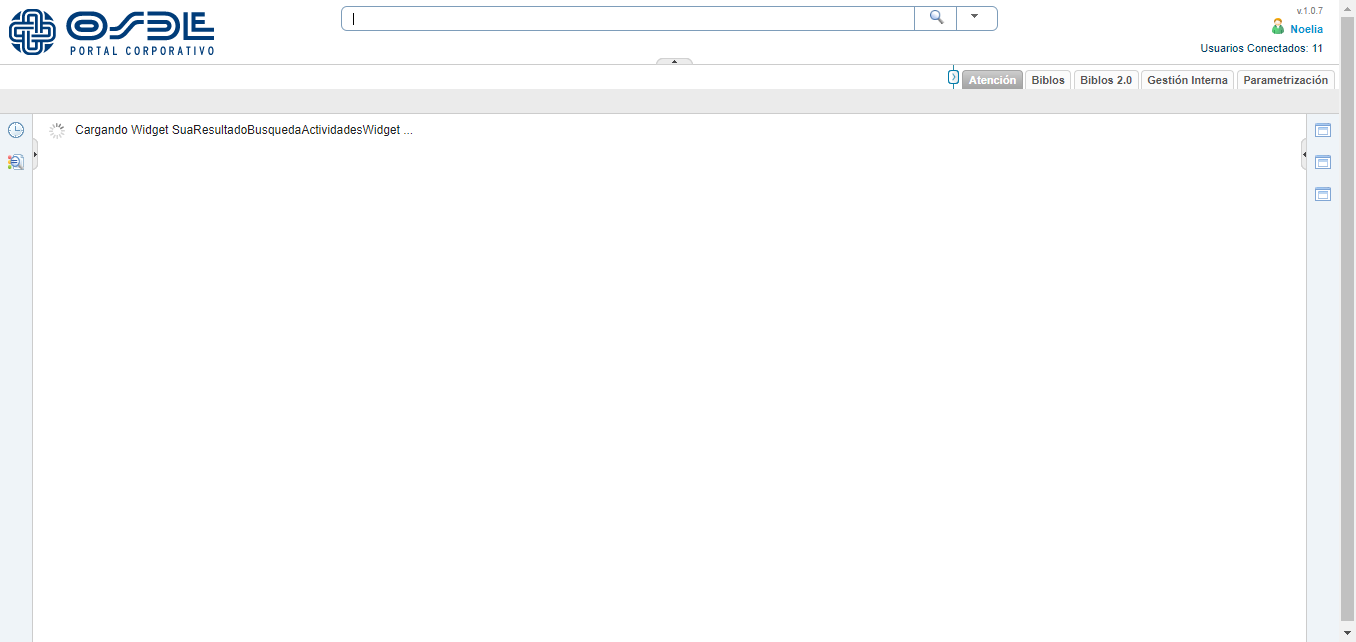 OSDE
PORTAL CORPORATIVO
v.1.0.7
Noelia
Usuarios Conectados: 11
Atención
Biblos
Biblos 2.0
Gestión Interna
Parametrización
Cargando Widget SuaResultadoBusquedaActividadesWidget ...